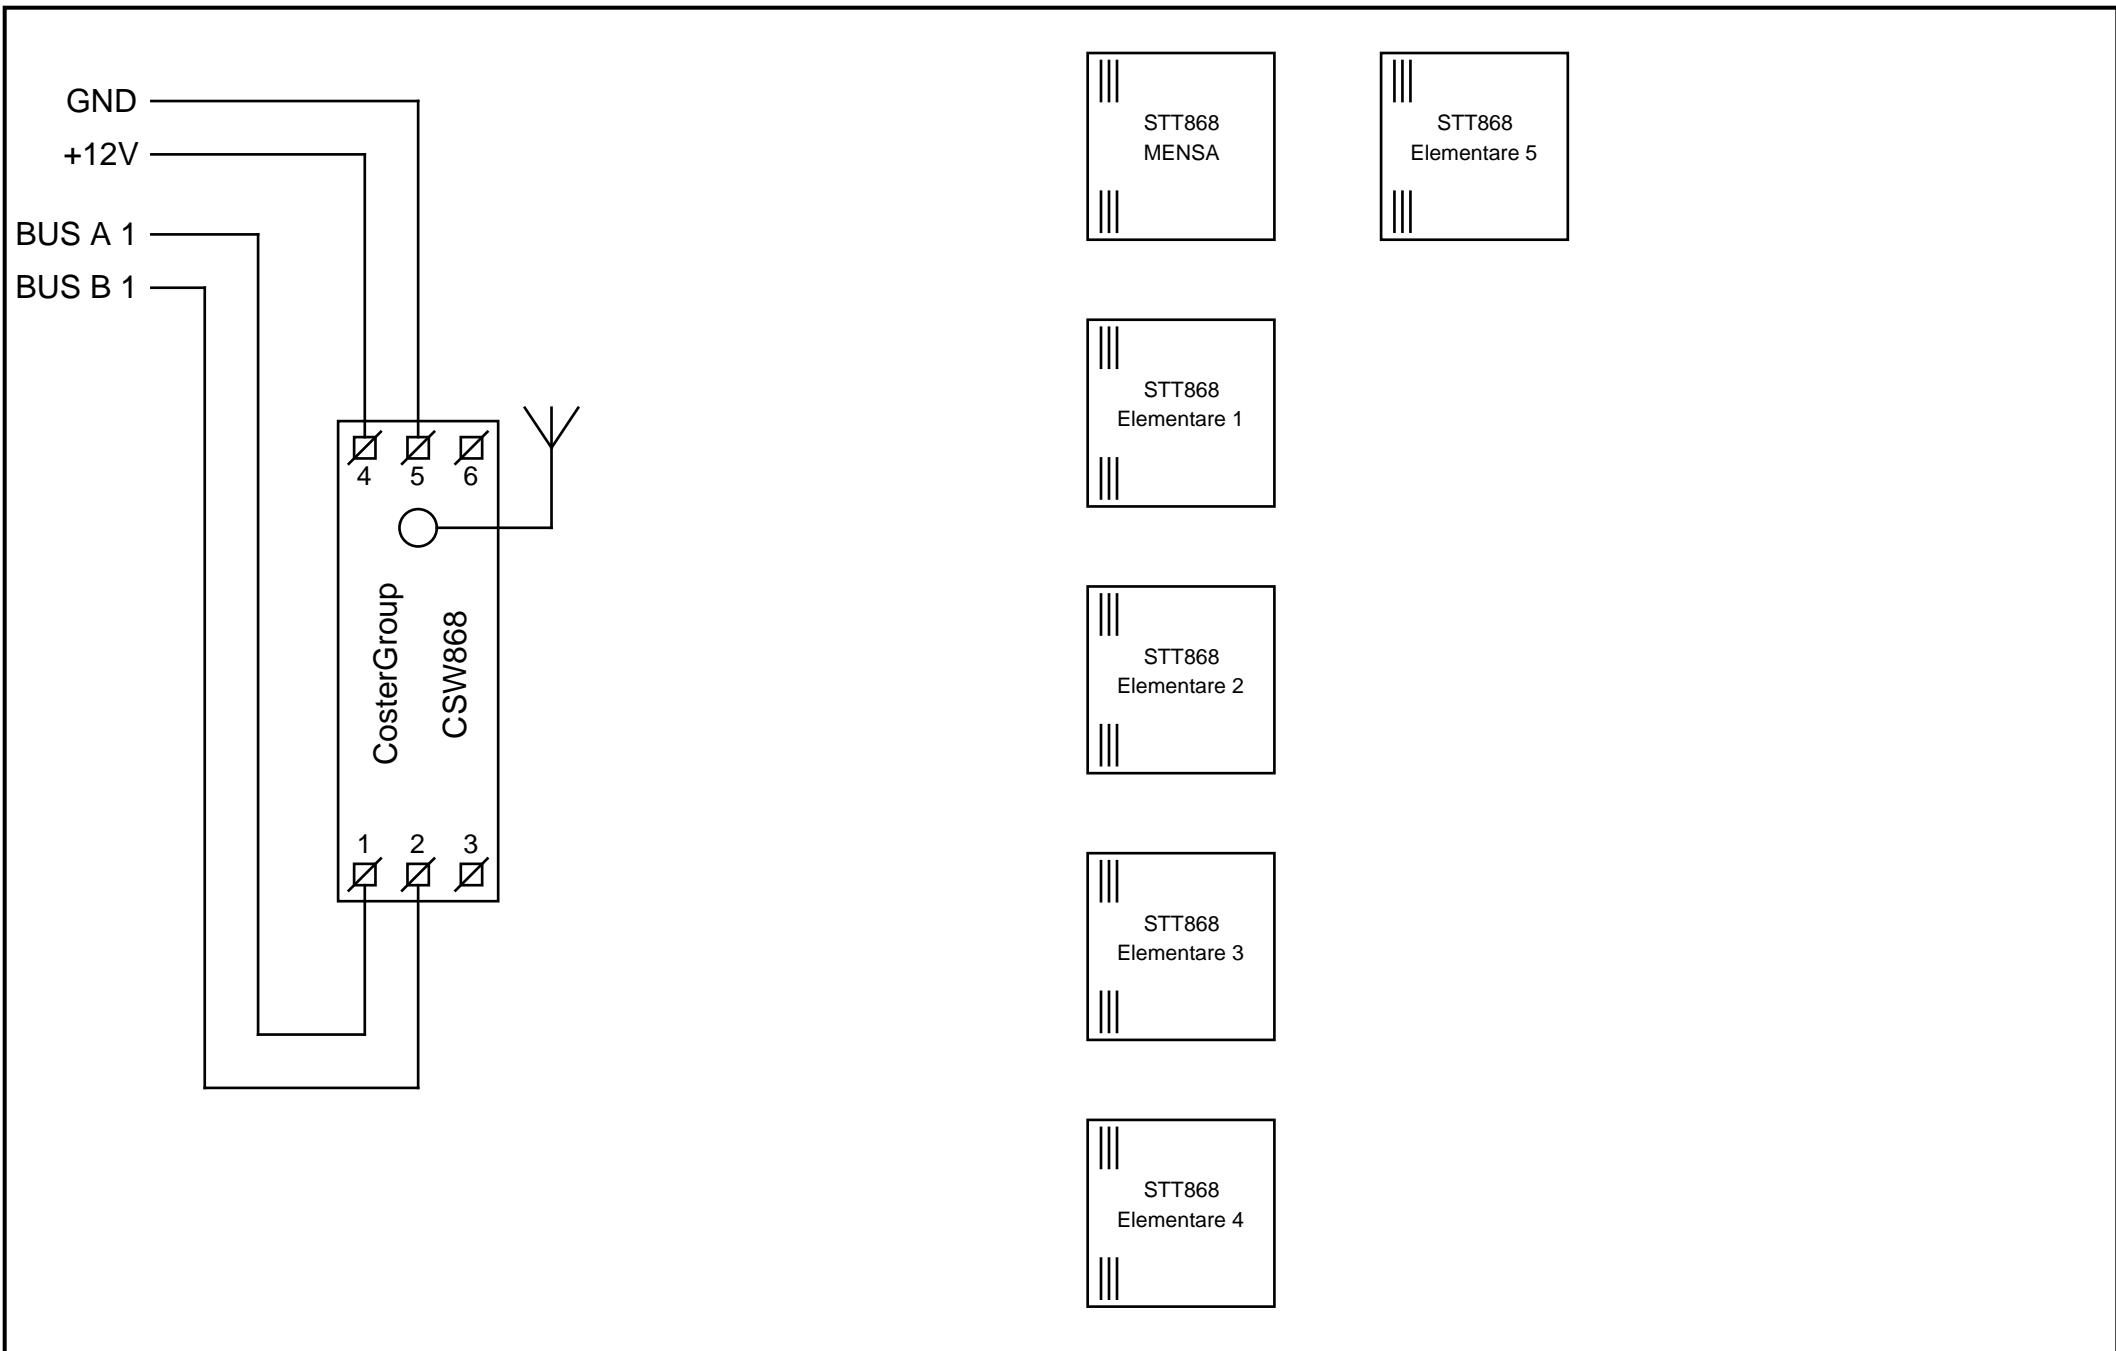 GND
+12V
BUS A 1
BUS B 1
4 5 6
CosterGroup
CSW868
1 2 3
STT868
MENSA
STT868
Elementare 5
STT868
Elementare 1
STT868
Elementare 2
STT868
Elementare 3
STT868
Elementare 4